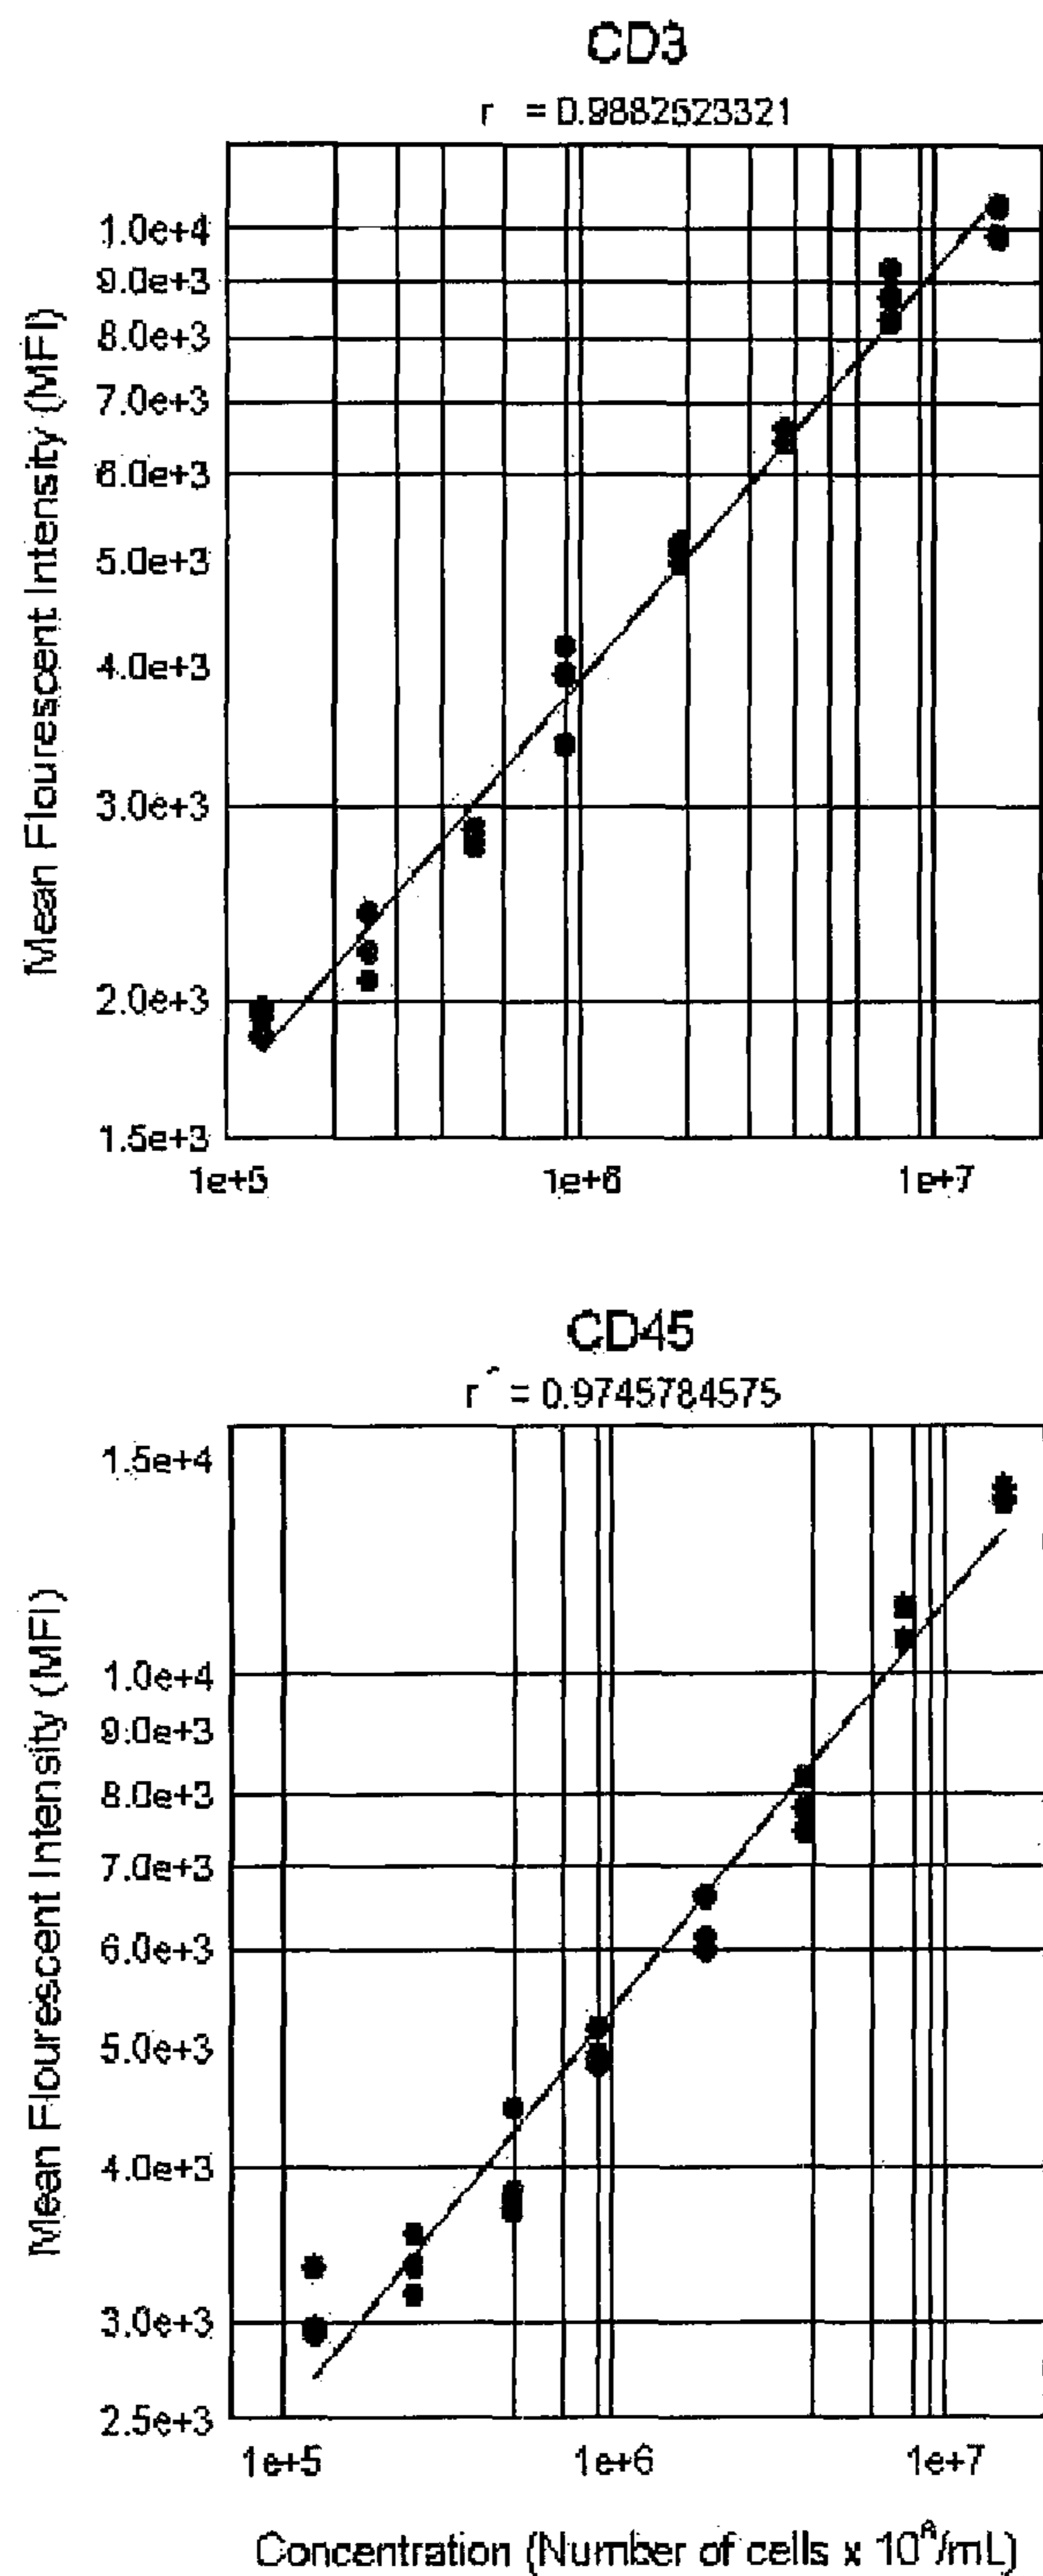 CD3
r = 0.9882623321
Mean Flourescent Intensity (MFI)
1.0e+4
9.0e+3
8.0e+3
7.0e+3
6.0e+3
5.0e+3
4.0e+3
3.0e+3
2.0e+3
1.5e+3
1e+5 1e+6 1e+7
CD45
r = 0.9745784575
Mean Flourescent Intensity (MFI)
1.5e+4
1.0e+4
9.0e+3
8.0e+3
7.0e+3
6.0e+3
5.0e+3
4.0e+3
3.0e+3
2.5e+3
1e+5 1e+6 1e+7
Concentration (Number of cells x 10^/mL)